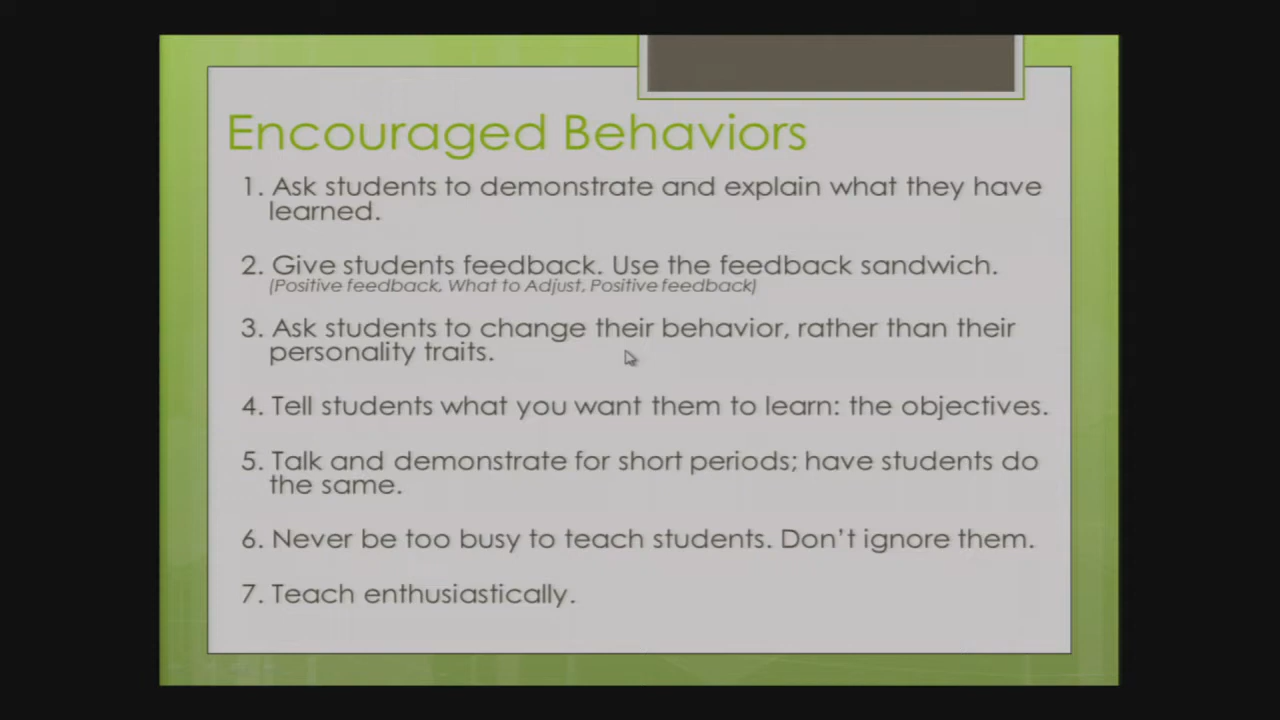 Encouraged Behaviors
1. Ask students to demonstrate and explain what they have
learned.
2. Give students feedback. Use the feedback sandwich.
(Positive feedback, What to Adjust, Positive feedback)
3. Ask students to change their behavior, rather than their
personality traits.
4. Tell students what you want them to learn: the objectives.
5. Talk and demonstrate for short periods; have students do
the same.
6. Never be too busy to teach students. Don't ignore them.
7. Teach enthusiastically.